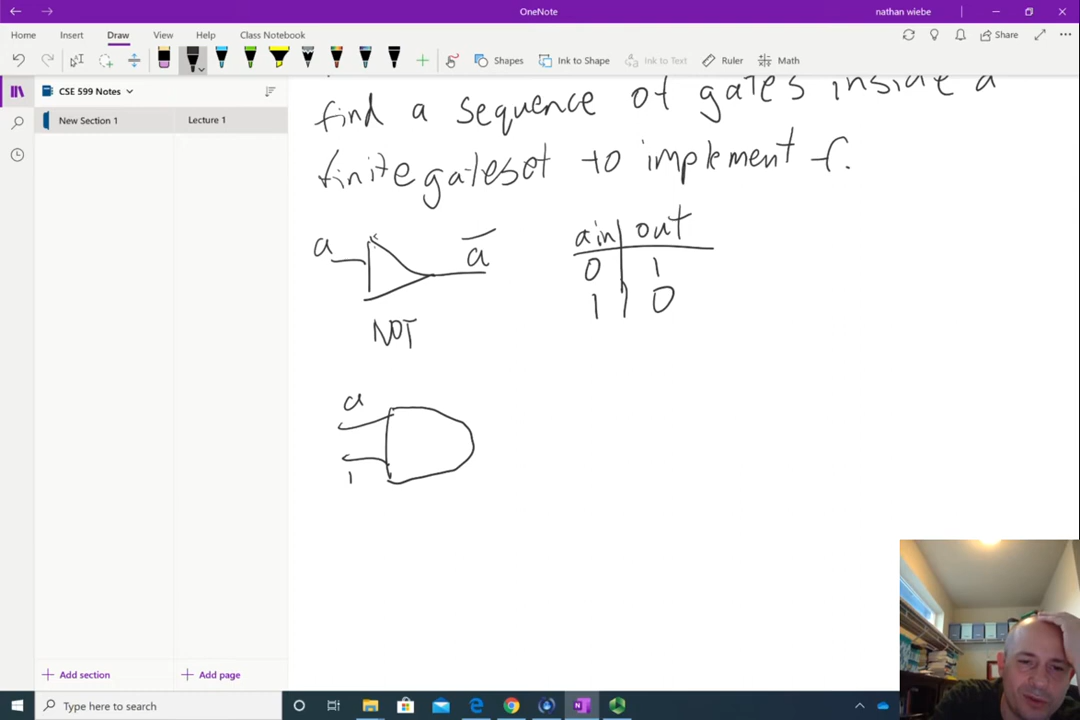 OneNote
nathan wiebe
Home Insert Draw View Help Class Notebook
Share
Shapes Ink to Shape Ink to Text Ruler Math
CSE 599 Notes
New Section 1
Lecture 1
find a sequence of gates inside a
finite gateset to implement f.
a
a̅
NOT
a in out
0 1
1 0
a
Add section
Add page
Type here to search